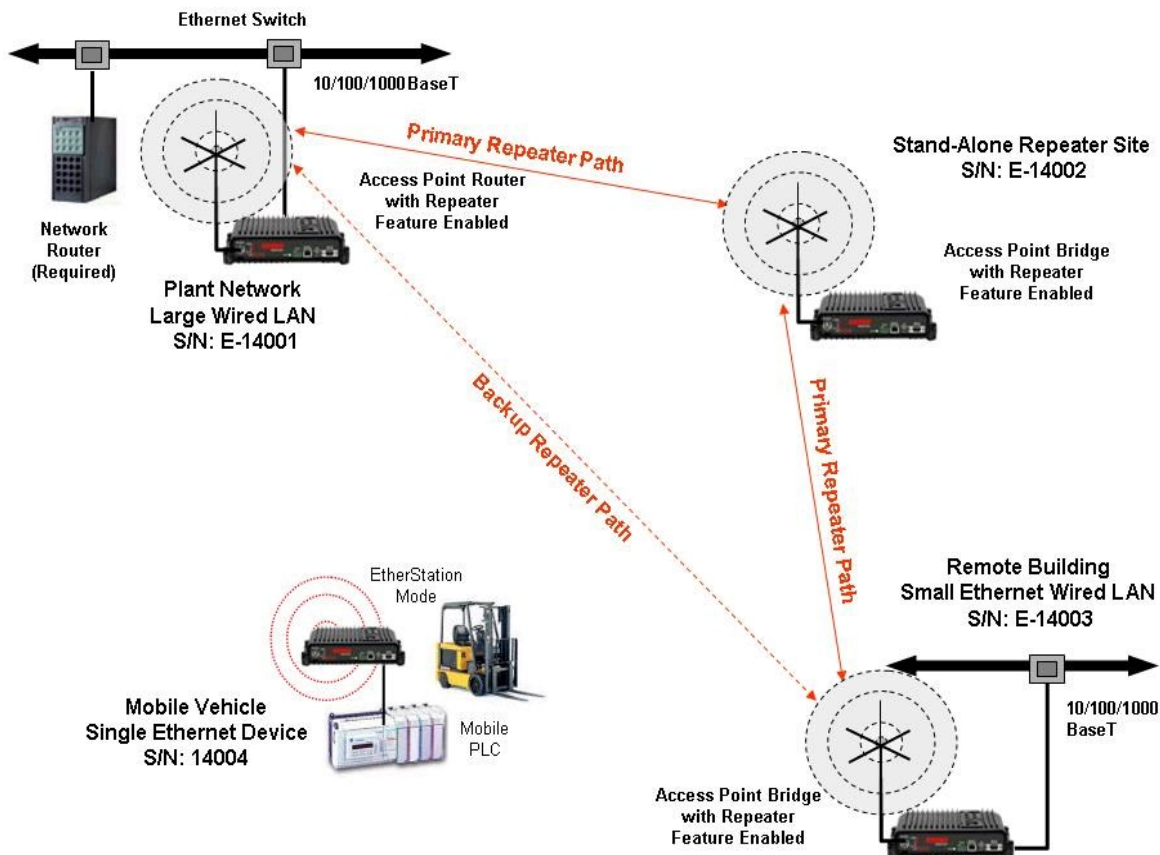 Ethernet Switch
10/100/1000 BaseT
Network
Router
(Required)
Access Point Router
with Repeater
Feature Enabled
Plant Network
Large Wired LAN
S/N: E-14001
Primary Repeater Path
Stand-Alone Repeater Site
S/N: E-14002
Access Point Bridge
with Repeater
Feature Enabled
Backup Repeater Path
Primary Repeater Path
EtherStation
Mode
Mobile Vehicle
Single Ethernet Device
S/N: 14004
Mobile
PLC
Remote Building
Small Ethernet Wired LAN
S/N: E-14003
10/100/1000
BaseT
Access Point Bridge
with Repeater
Feature Enabled